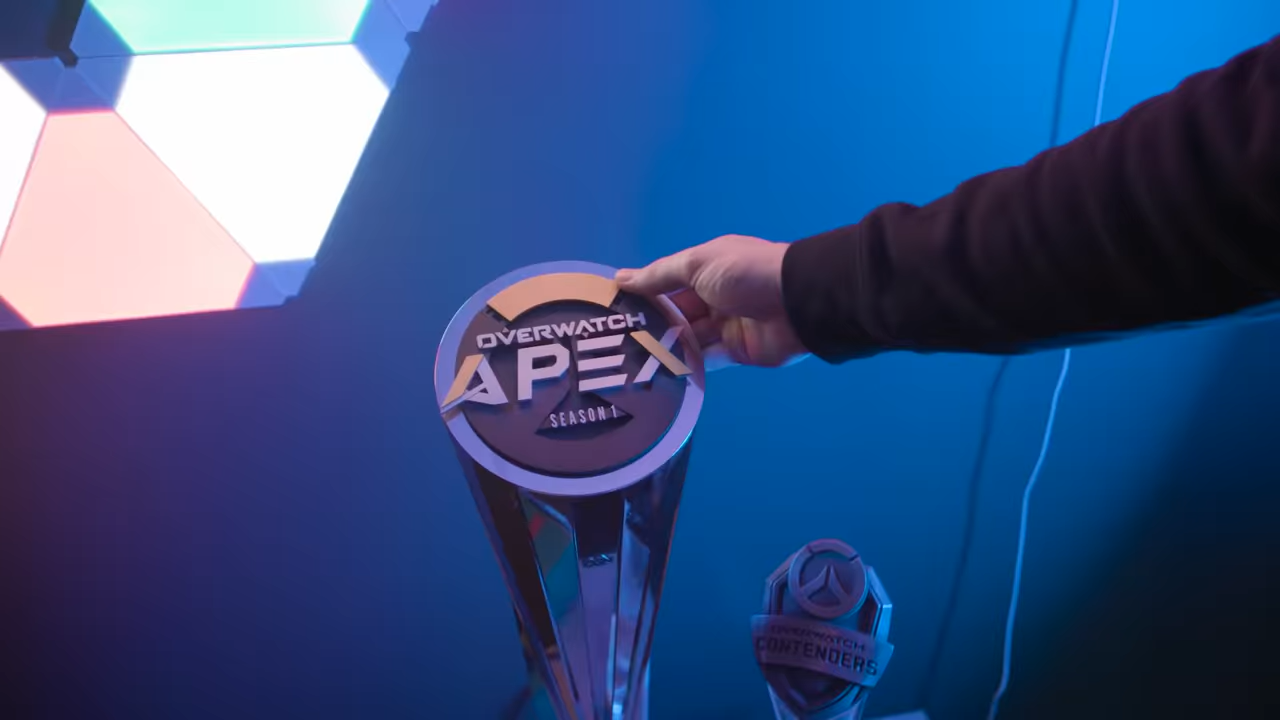 OVERWATCH
APEX
SEASON 1
OVERWATCH
CONTENDERS